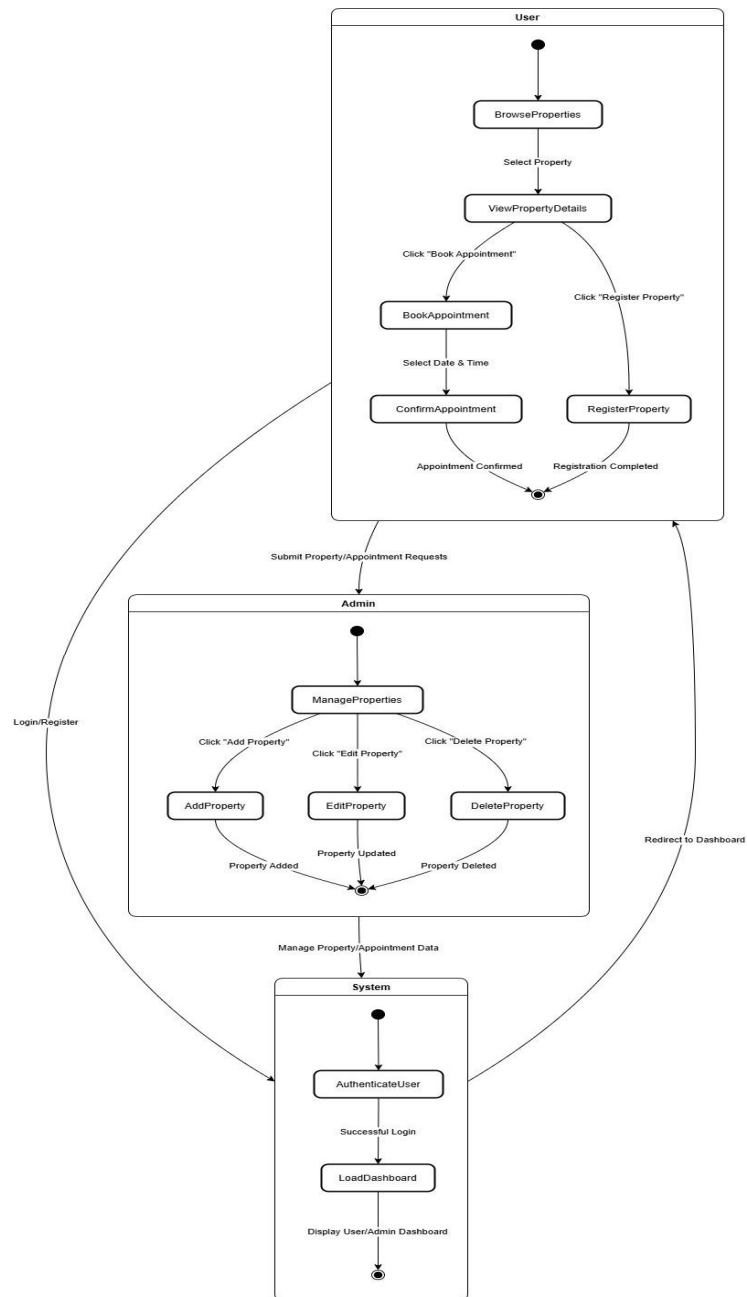 User
BrowseProperties
Select Property
ViewPropertyDetails
Click "Book Appointment"
Click "Register Property"
BookAppointment
Select Date & Time
ConfirmAppointment
RegisterProperty
Appointment Confirmed
Registration Completed
Submit Property/Appointment Requests
Admin
ManageProperties
Login/Register
Click "Add Property"
Click "Edit Property"
Click "Delete Property"
AddProperty
EditProperty
DeleteProperty
Redirect to Dashboard
Property Updated
Property Added
Property Deleted
Manage Property/Appointment Data
System
AuthenticateUser
Successful Login
LoadDashboard
Display User/Admin Dashboard